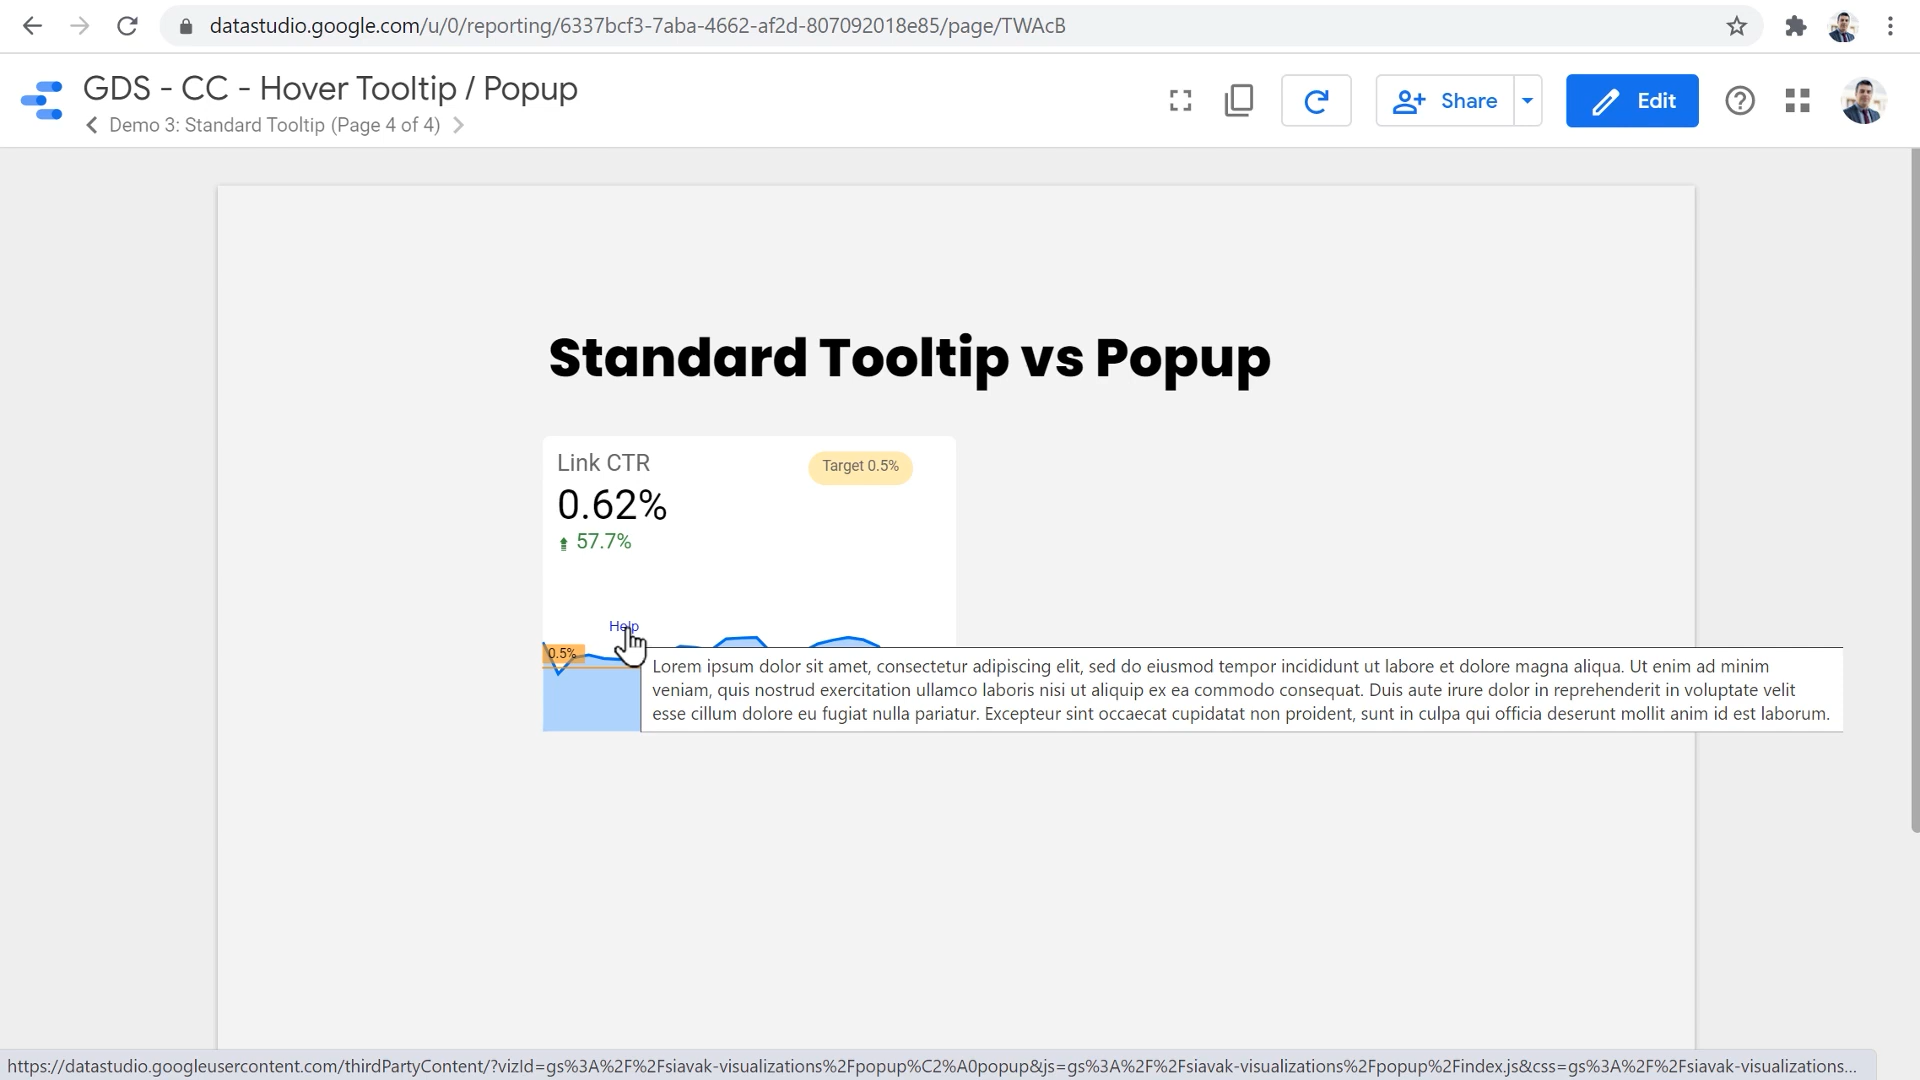 datastudio.google.com/u/0/reporting/6337bcf3-7aba-4662-af2d-807092018e85/page/TWAcB
GDS - CC - Hover Tooltip / Popup
Demo 3: Standard Tooltip (Page 4 of 4)
Share
Edit
Standard Tooltip vs Popup
Link CTR
Target 0.5%
0.62%
57.7%
Help
0.5%
Lorem ipsum dolor sit amet, consectetur adipiscing elit, sed do eiusmod tempor incididunt ut labore et dolore magna aliqua. Ut enim ad minim
veniam, quis nostrud exercitation ullamco laboris nisi ut aliquip ex ea commodo consequat. Duis aute irure dolor in reprehenderit in voluptate velit
esse cillum dolore eu fugiat nulla pariatur. Excepteur sint occaecat cupidatat non proident, sunt in culpa qui officia deserunt mollit anim id est laborum.
https://datastudio.googleusercontent.com/thirdPartyContent/?vizId=gs%3A%2F%2Fsiavak-visualizations%2Fpopup%C2%A0popup&js=gs%3A%2F%2Fsiavak-visualizations%2Fpopup%2Findex.js&css=gs%3A%2F%2Fsiavak-visualizations...